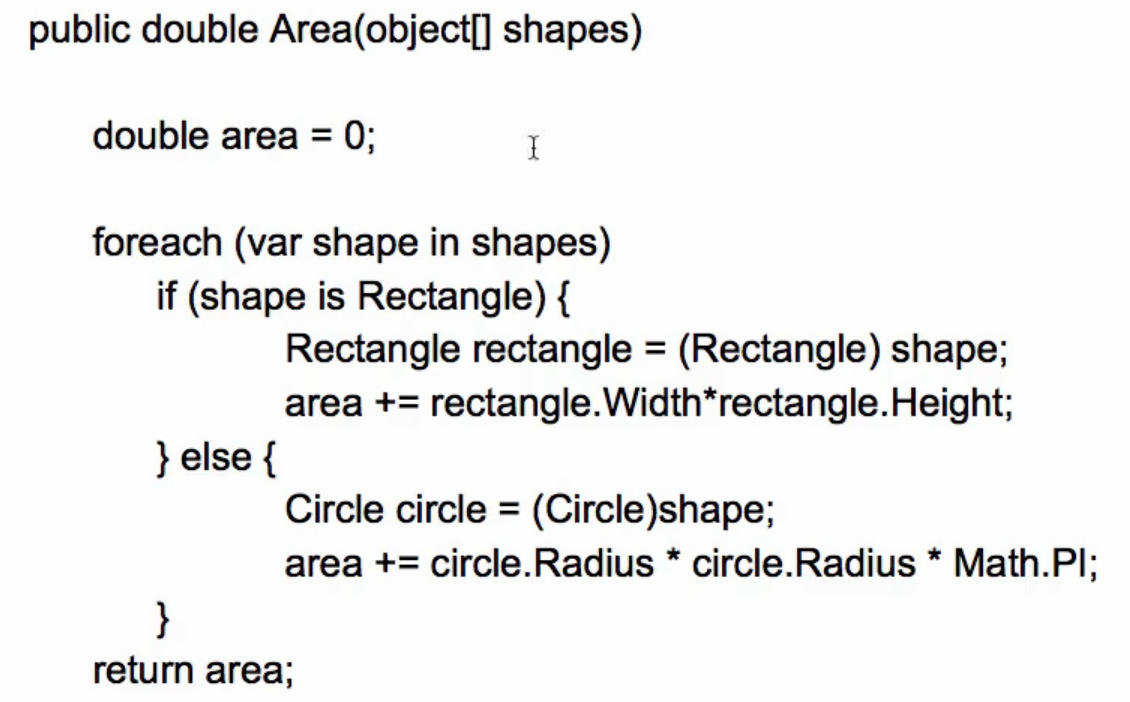 public double Area(object[] shapes)
double area = 0;
foreach (var shape in shapes)
if (shape is Rectangle) {
Rectangle rectangle = (Rectangle) shape;
area += rectangle.Width*rectangle.Height;
} else {
Circle circle = (Circle)shape;
area += circle.Radius * circle.Radius * Math.PI;
}
return area;